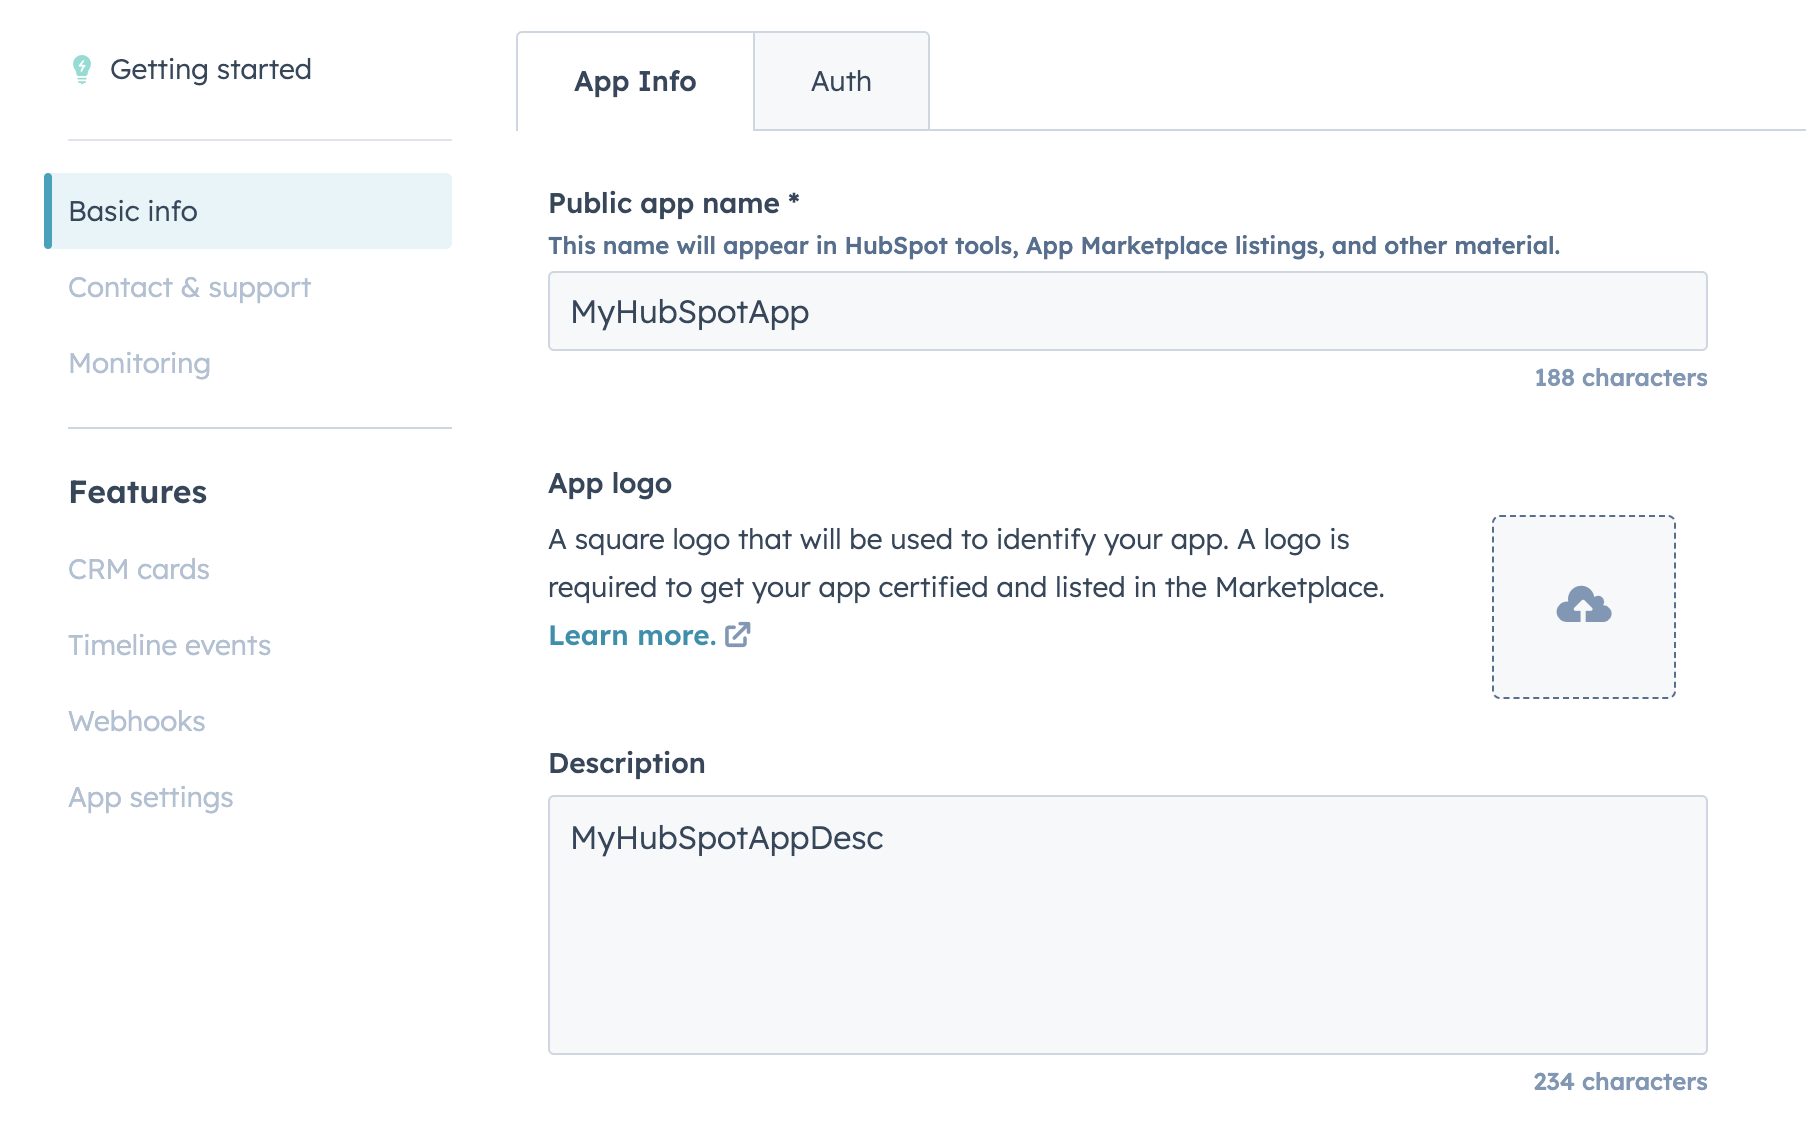 Getting started
Basic info
Contact & support
Monitoring
Features
CRM cards
Timeline events
Webhooks
App settings
App Info
Auth
Public app name *
This name will appear in HubSpot tools, App Marketplace listings, and other material.
MyHubSpotApp
188 characters
App logo
A square logo that will be used to identify your app. A logo is
required to get your app certified and listed in the Marketplace.
Learn more.
Description
MyHubSpotAppDesc
234 characters